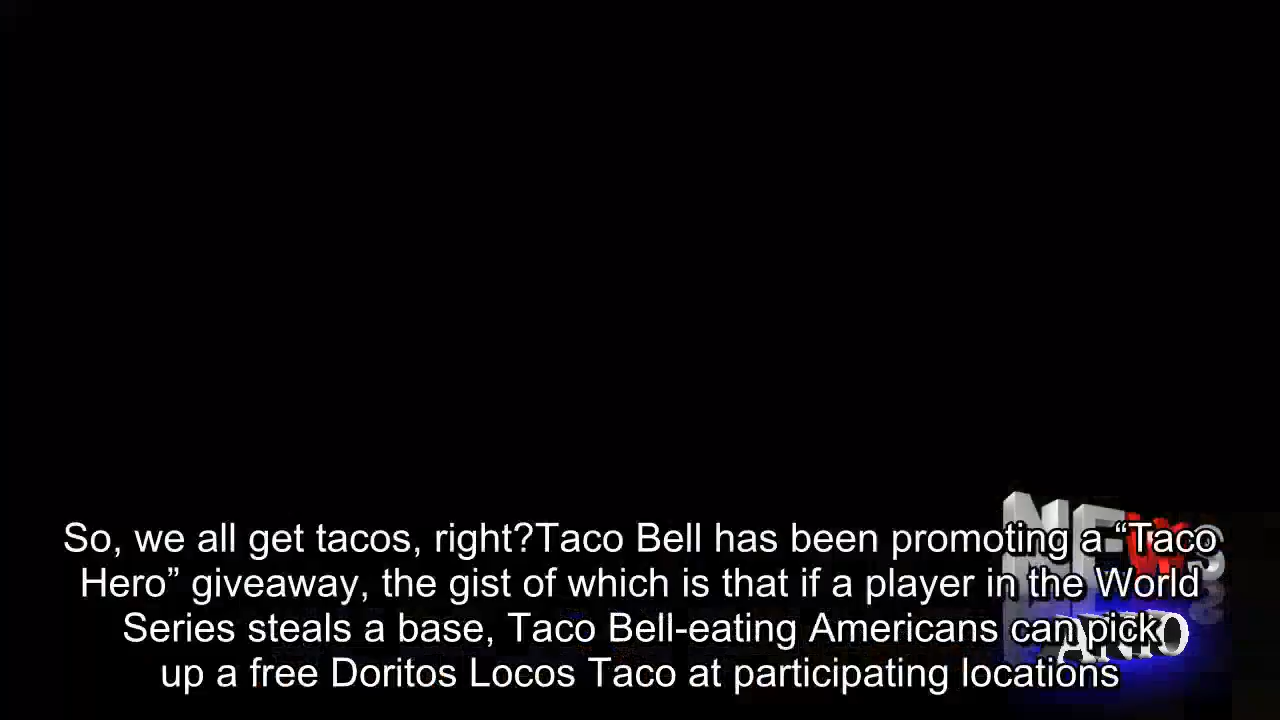 So, we all get tacos, right?Taco Bell has been promoting a “Taco
Hero” giveaway, the gist of which is that if a player in the World
Series steals a base, Taco Bell-eating Americans can pick
up a free Doritos Locos Taco at participating locations
NEWS